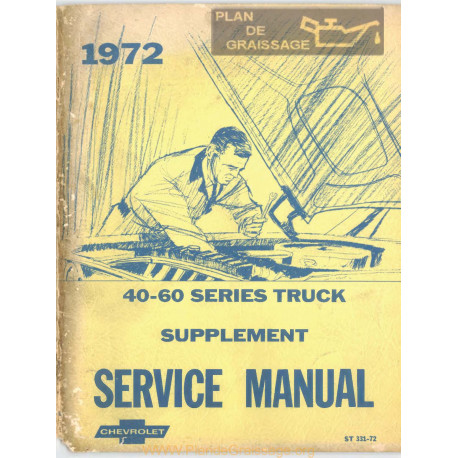 PLAN
DE
GRAISSAGE
1972
40-60 SERIES TRUCK
SUPPLEMENT
SERVICE MANUAL
CHEVROLET
ST 331-72